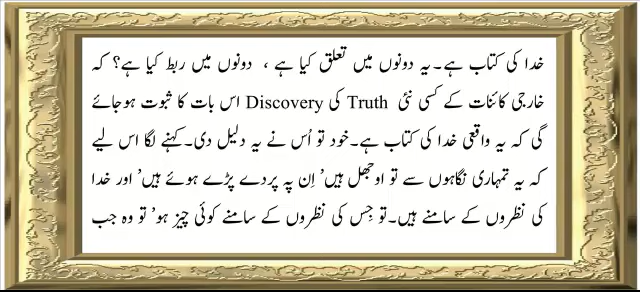 خدا کی کتاب ہے۔یہ دونوں میں تعلق کیا ہے ، دونوں میں ربط کیا ہے؟ کہ
خارجی کائنات کے کسی نئی Truth کی Discovery اس بات کا ثبوت ہوجائے
گی کہ یہ واقعی خدا کی کتاب ہے۔خود تو اُس نے یہ دلیل دی۔کہنے لگا اس لیے
کہ یہ تمہاری نگاہوں سے تو اوجھل ہیں’ اِن پہ پردے پڑے ہوئے ہیں’ اور خدا
کی نظروں کے سامنے ہیں۔تو جِس کی نظروں کے سامنے کوئی چیز ہو’ تو وہ جب